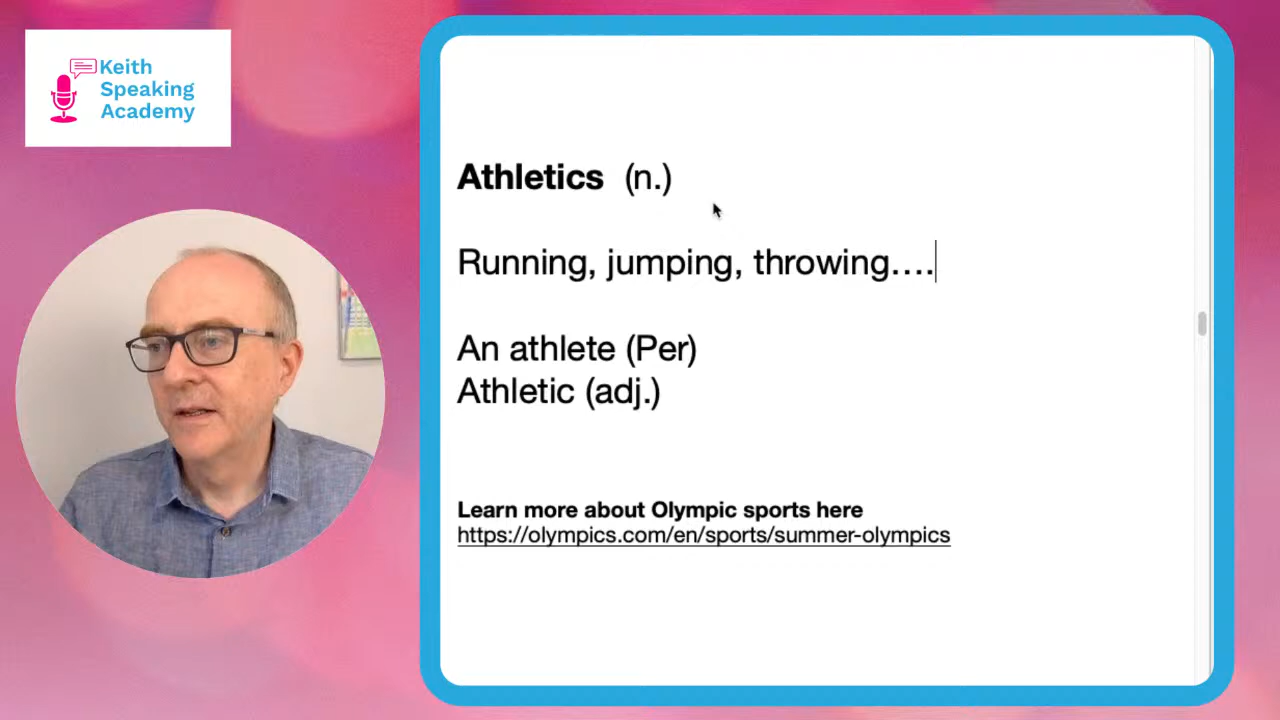 Keith
Speaking
Academy
Athletics (n.)
Running, jumping, throwing….
An athlete (Per)
Athletic (adj.)
Learn more about Olympic sports here
https://olympics.com/en/sports/summer-olympics